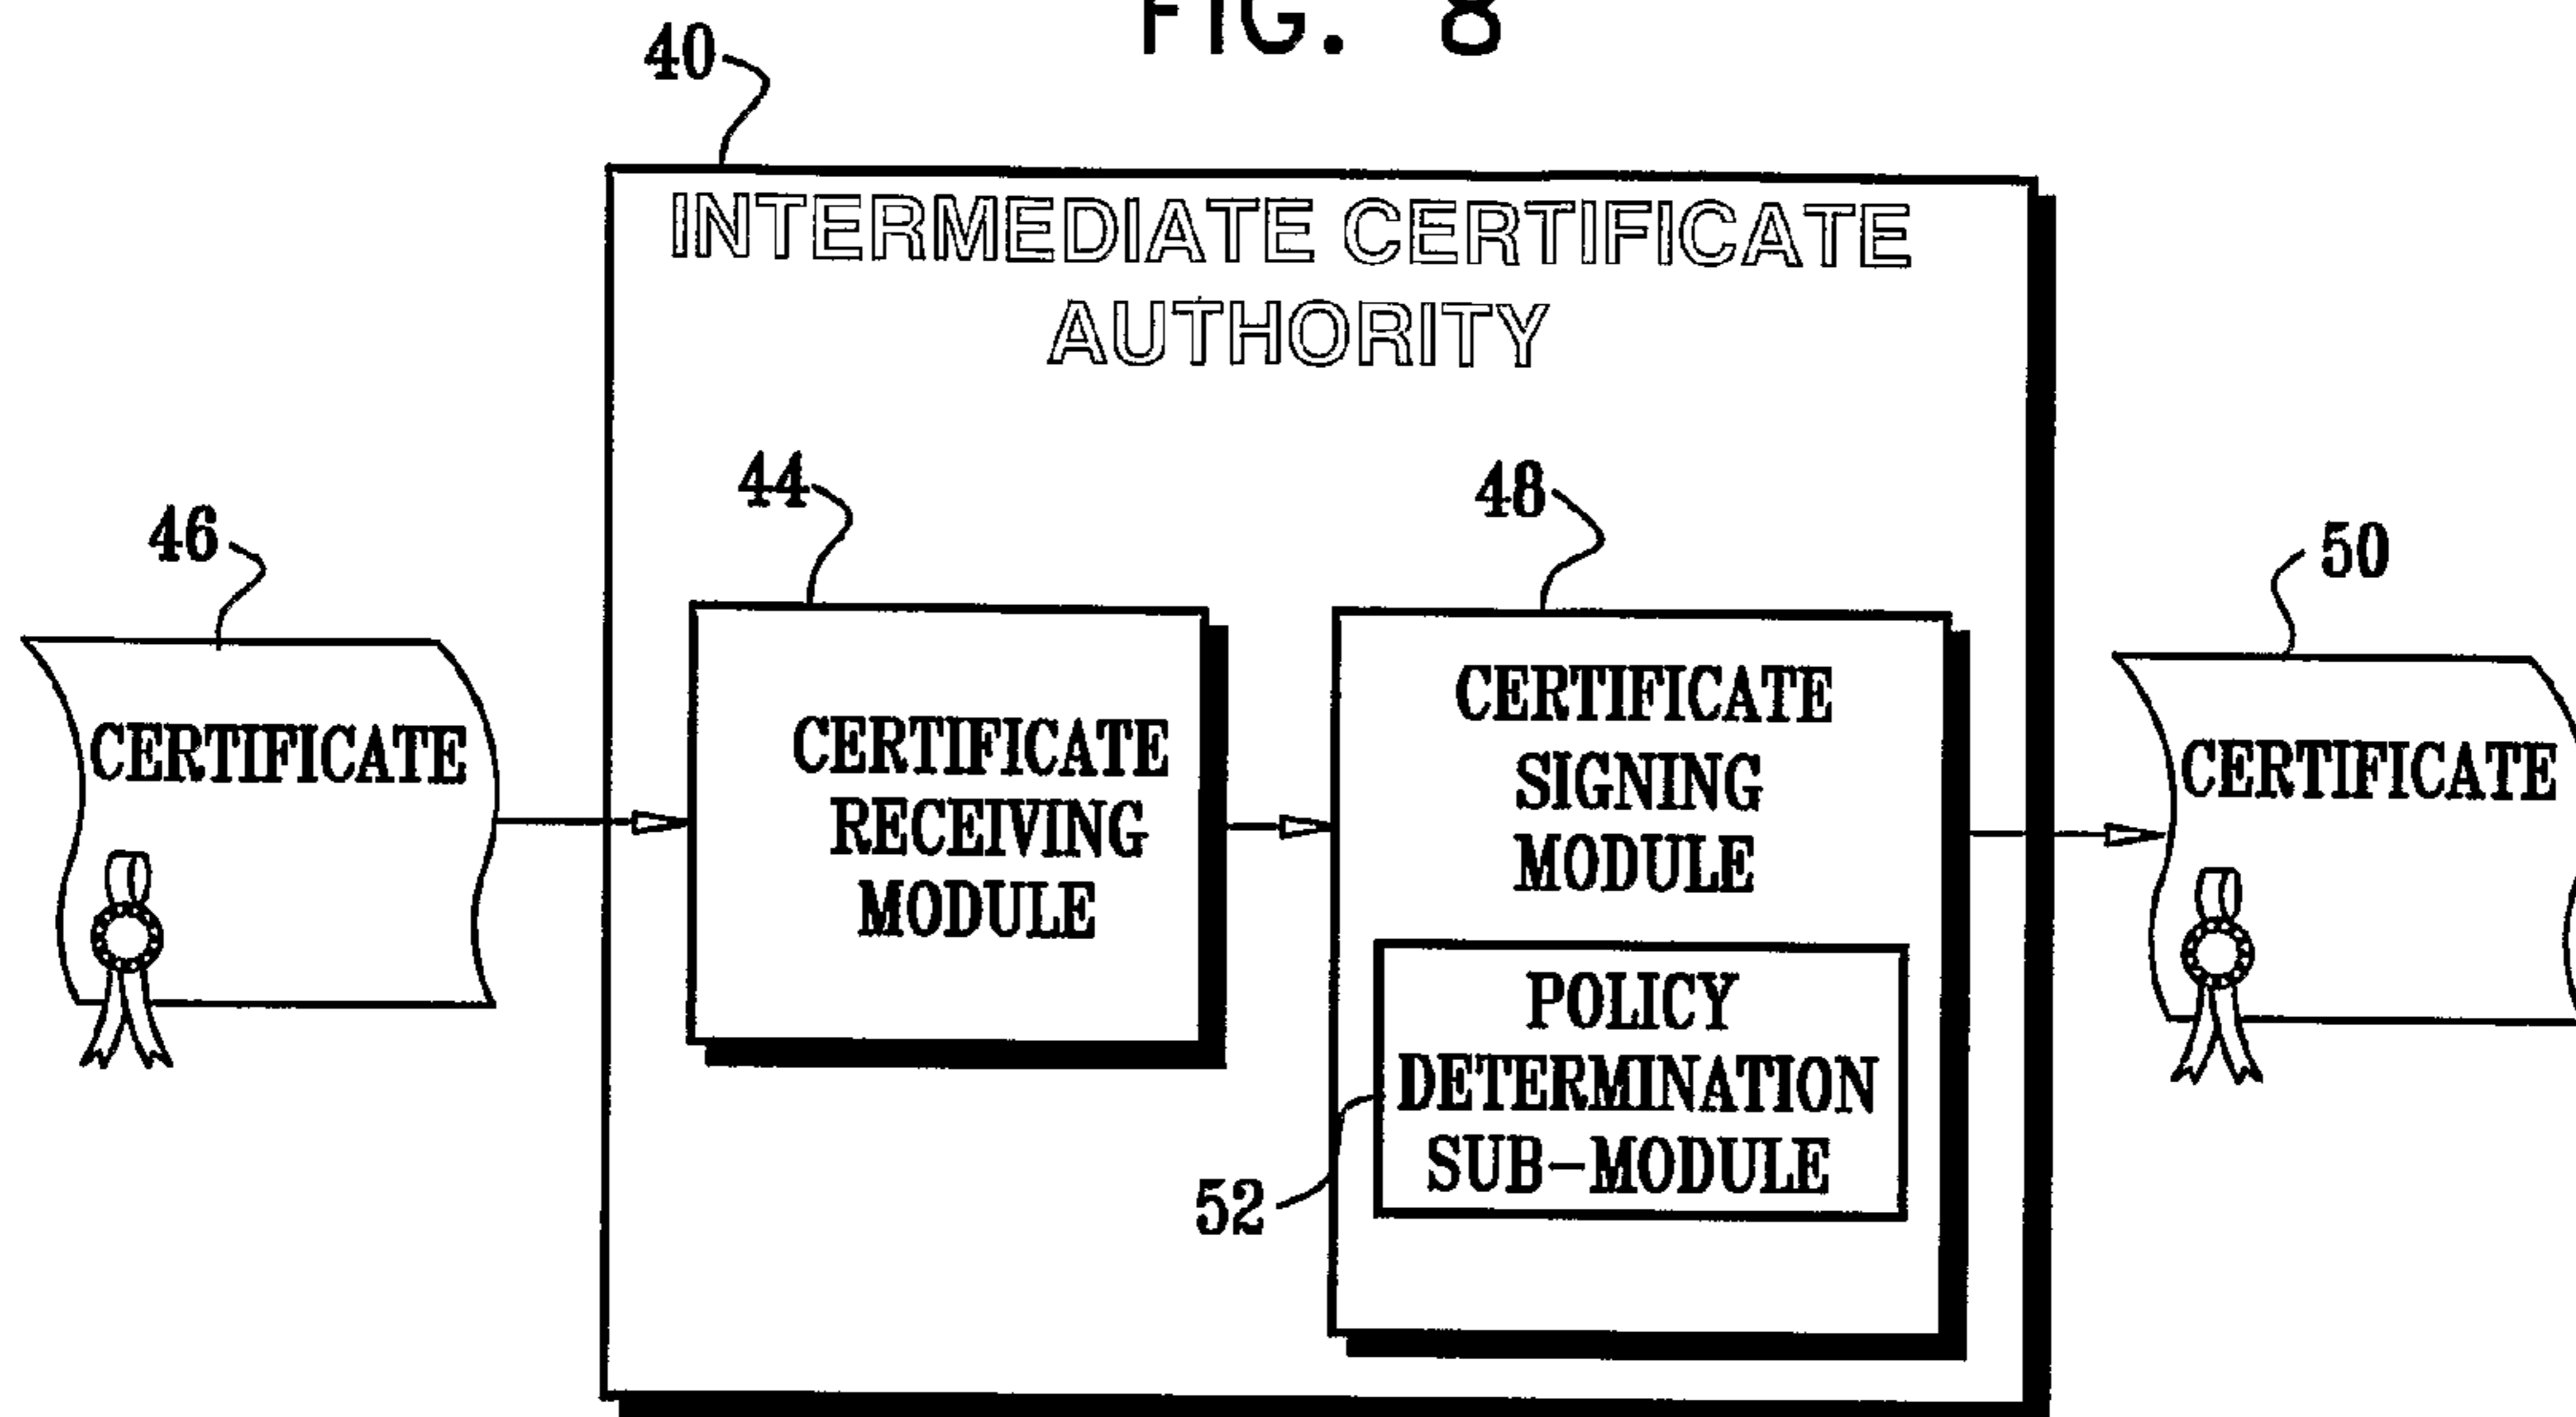 FIG. 8
40
INTERMEDIATE CERTIFICATE
AUTHORITY
44
48
46
50
CERTIFICATE
CERTIFICATE
RECEIVING
MODULE
CERTIFICATE
SIGNING
MODULE
CERTIFICATE
POLICY
DETERMINATION
SUB-MODULE
52